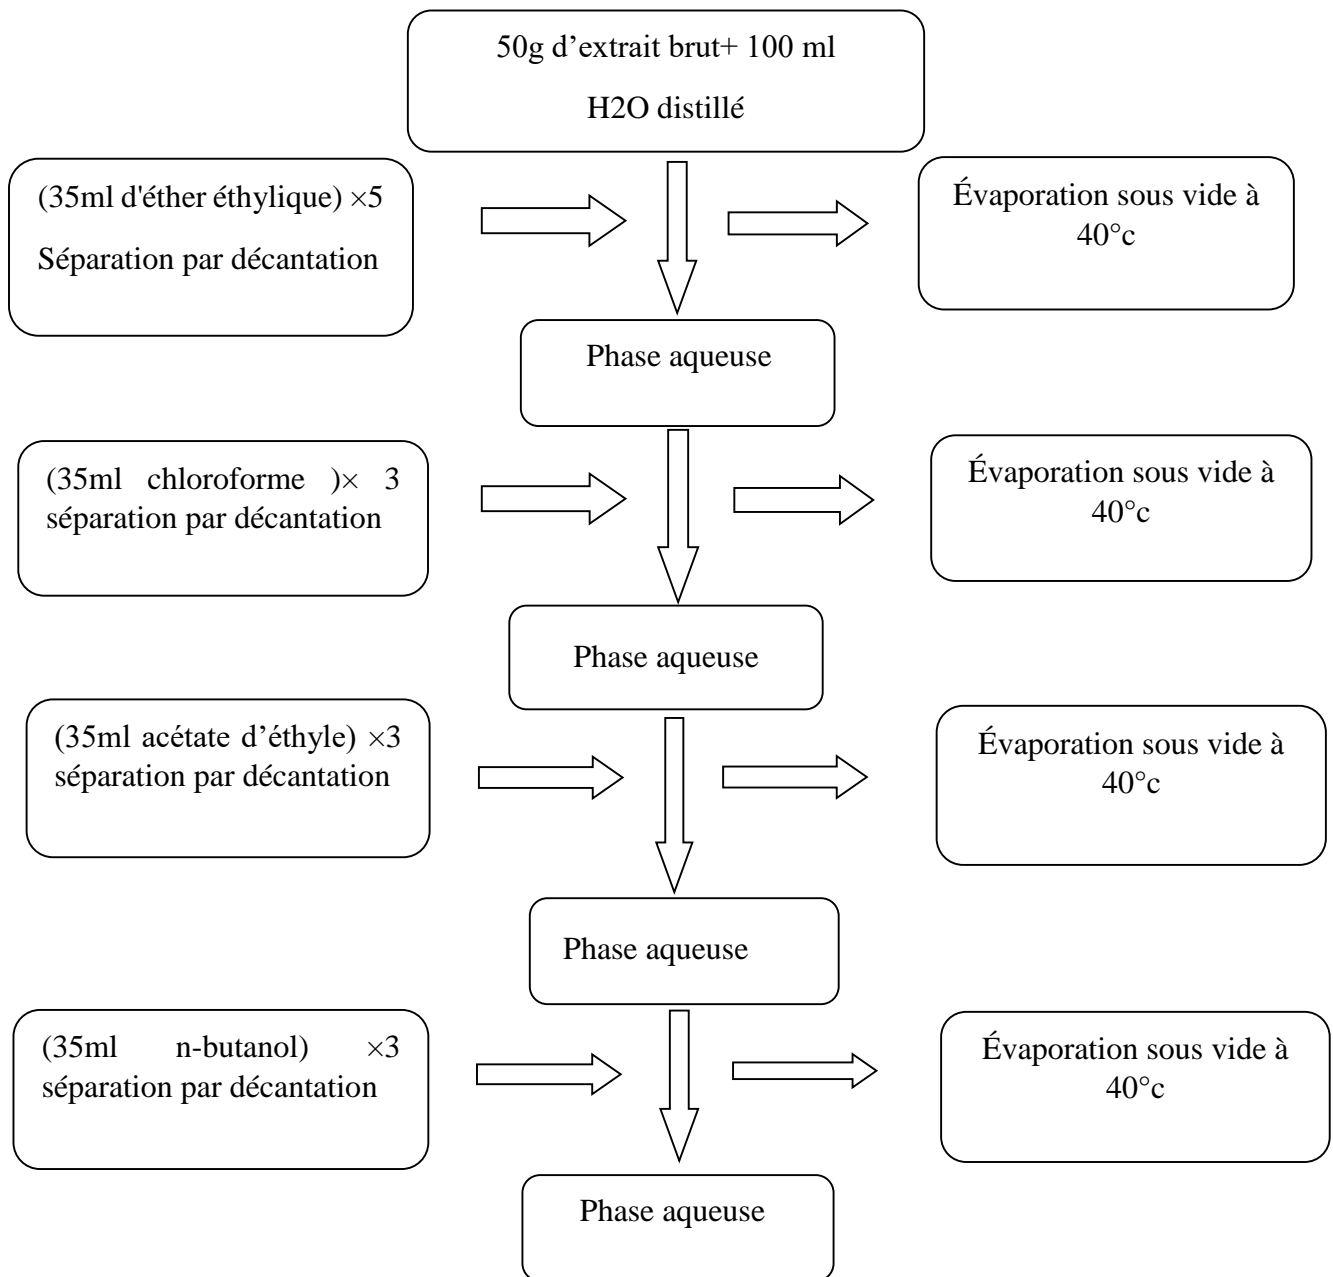 50g d’extrait brut+ 100 ml
H2O distillé
(35ml d'éther éthylique) ×5
Séparation par décantation
Évaporation sous vide à
40°c
Phase aqueuse
(35ml chloroforme )× 3
séparation par décantation
Évaporation sous vide à
40°c
Phase aqueuse
(35ml acétate d’éthyle) ×3
séparation par décantation
Évaporation sous vide à
40°c
Phase aqueuse
(35ml n-butanol) ×3
séparation par décantation
Évaporation sous vide à
40°c
Phase aqueuse